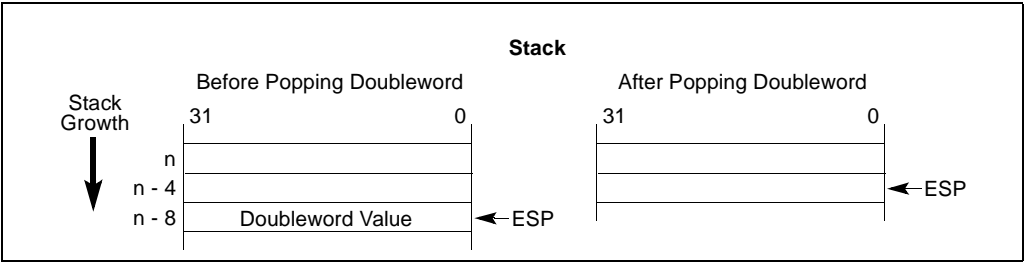 Stack
Before Popping Doubleword
After Popping Doubleword
Stack
Growth
31 0
31 0
n
n - 4
ESP
n - 8 Doubleword Value ESP